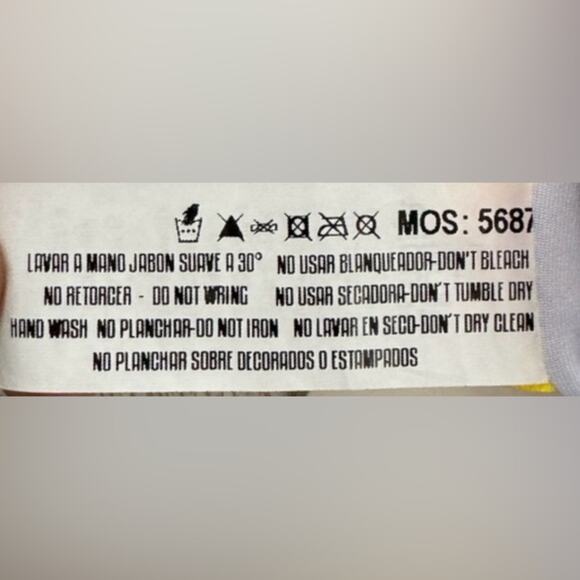 MOS: 5687
LAVAR A MANO JABON SUAVE A 30° NO USAR BLANQUEADOR-DON'T BLEACH
NO RETORCER - DO NOT WRING NO USAR SECADORA-DON'T TUMBLE DRY
HAND WASH NO PLANCHAR-DO NOT IRON NO LAVAR EN SECO-DON'T DRY CLEAN
NO PLANCHAR SOBRE DECORADOS O ESTAMPADOS